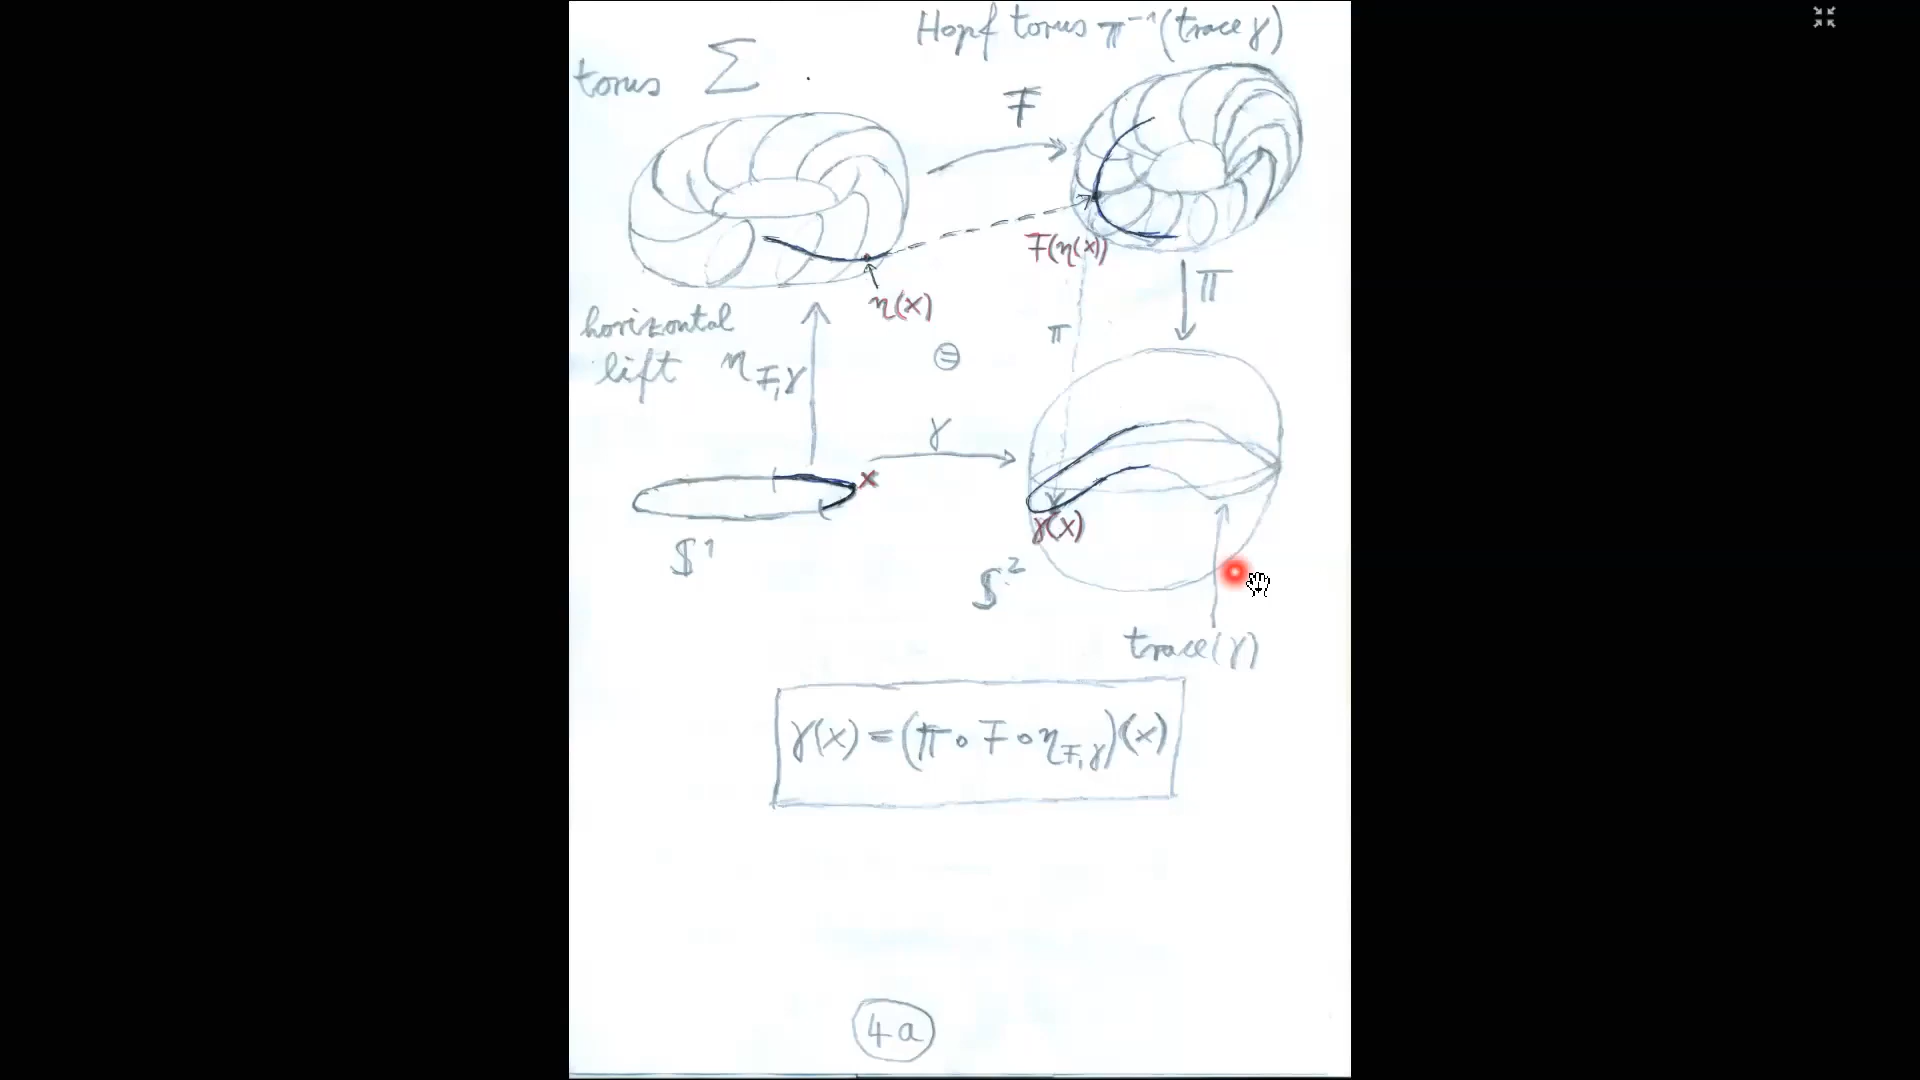 Hopf torus π⁻¹(trace γ)
torus Σ
F
F(η(x))
π
η(x)
horizontal
lift η_{F,γ}
π
γ
x
γ(x)
S¹
S²
trace(γ)
γ(x) = (π∘F∘η_{F,γ})(x)
4a